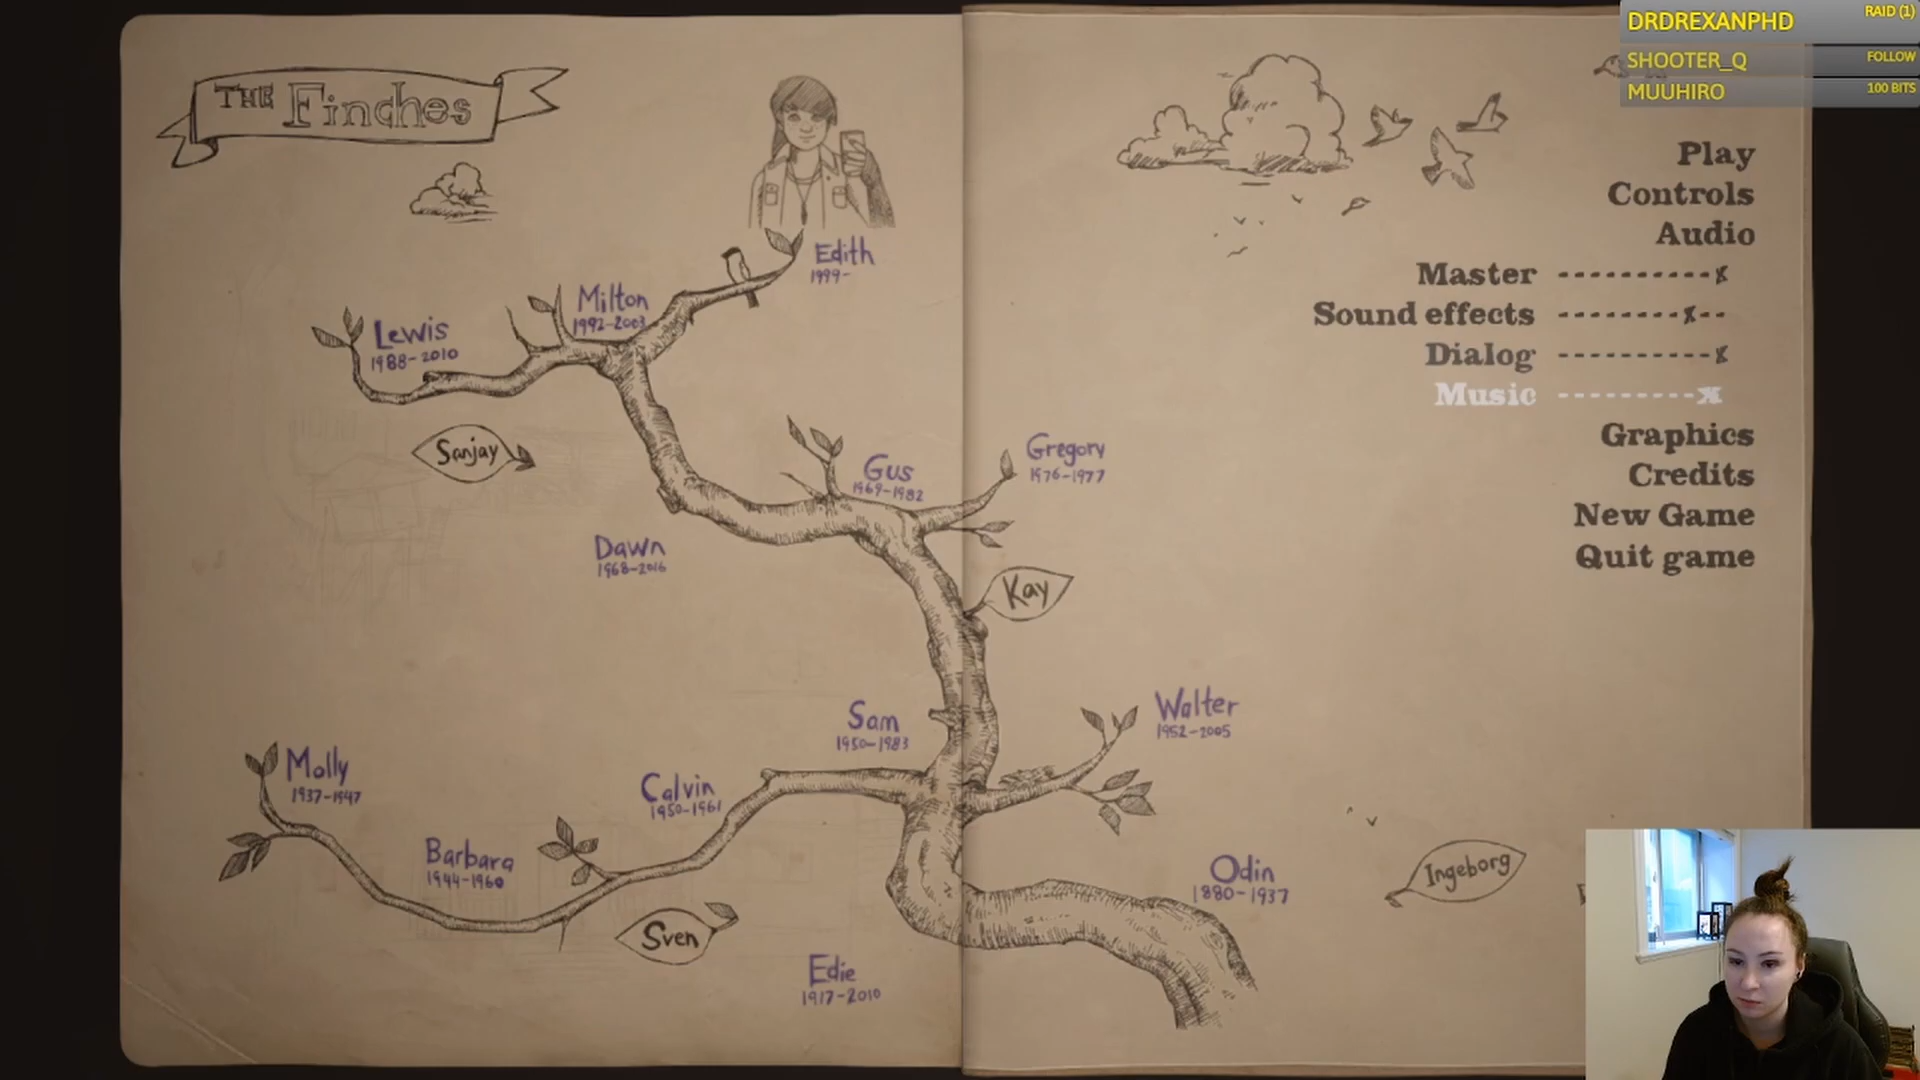 THE Finches
Edith
1999-
Milton
1992-2003
Lewis
1988-2010
Sanjay
Gus
1969-1982
Gregory
1976-1977
Dawn
1968-2016
Kay
Sam
1950-1983
Walter
1952-2005
Molly
1937-1947
Calvin
1950-1961
Barbara
1944-1960
Sven
Odin
1880-1937
Ingeborg
Edie
1917-2010
DRDREXANPHD RAID (1)
SHOOTER_Q FOLLOW
MUUHIRO 100 BITS
Play
Controls
Audio
Master
Sound effects
Dialog
Music
Graphics
Credits
New Game
Quit game